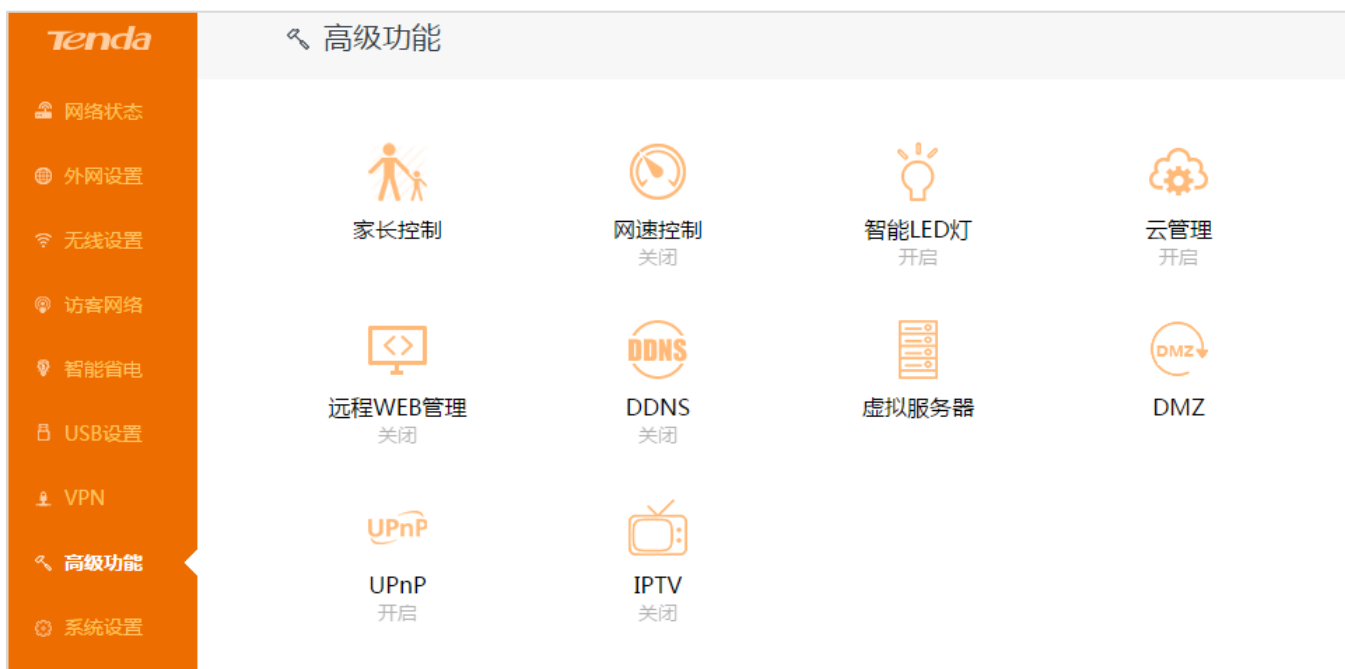 Tenda
高级功能
网络状态
外网设置
无线设置
访客网络
智能省电
USB设置
VPN
高级功能
系统设置
家长控制
网速控制
关闭
智能LED灯
开启
云管理
开启
远程WEB管理
关闭
DDNS
DDNS
关闭
虚拟服务器
DMZ
DMZ
UPnP
UPnP
开启
IPTV
关闭